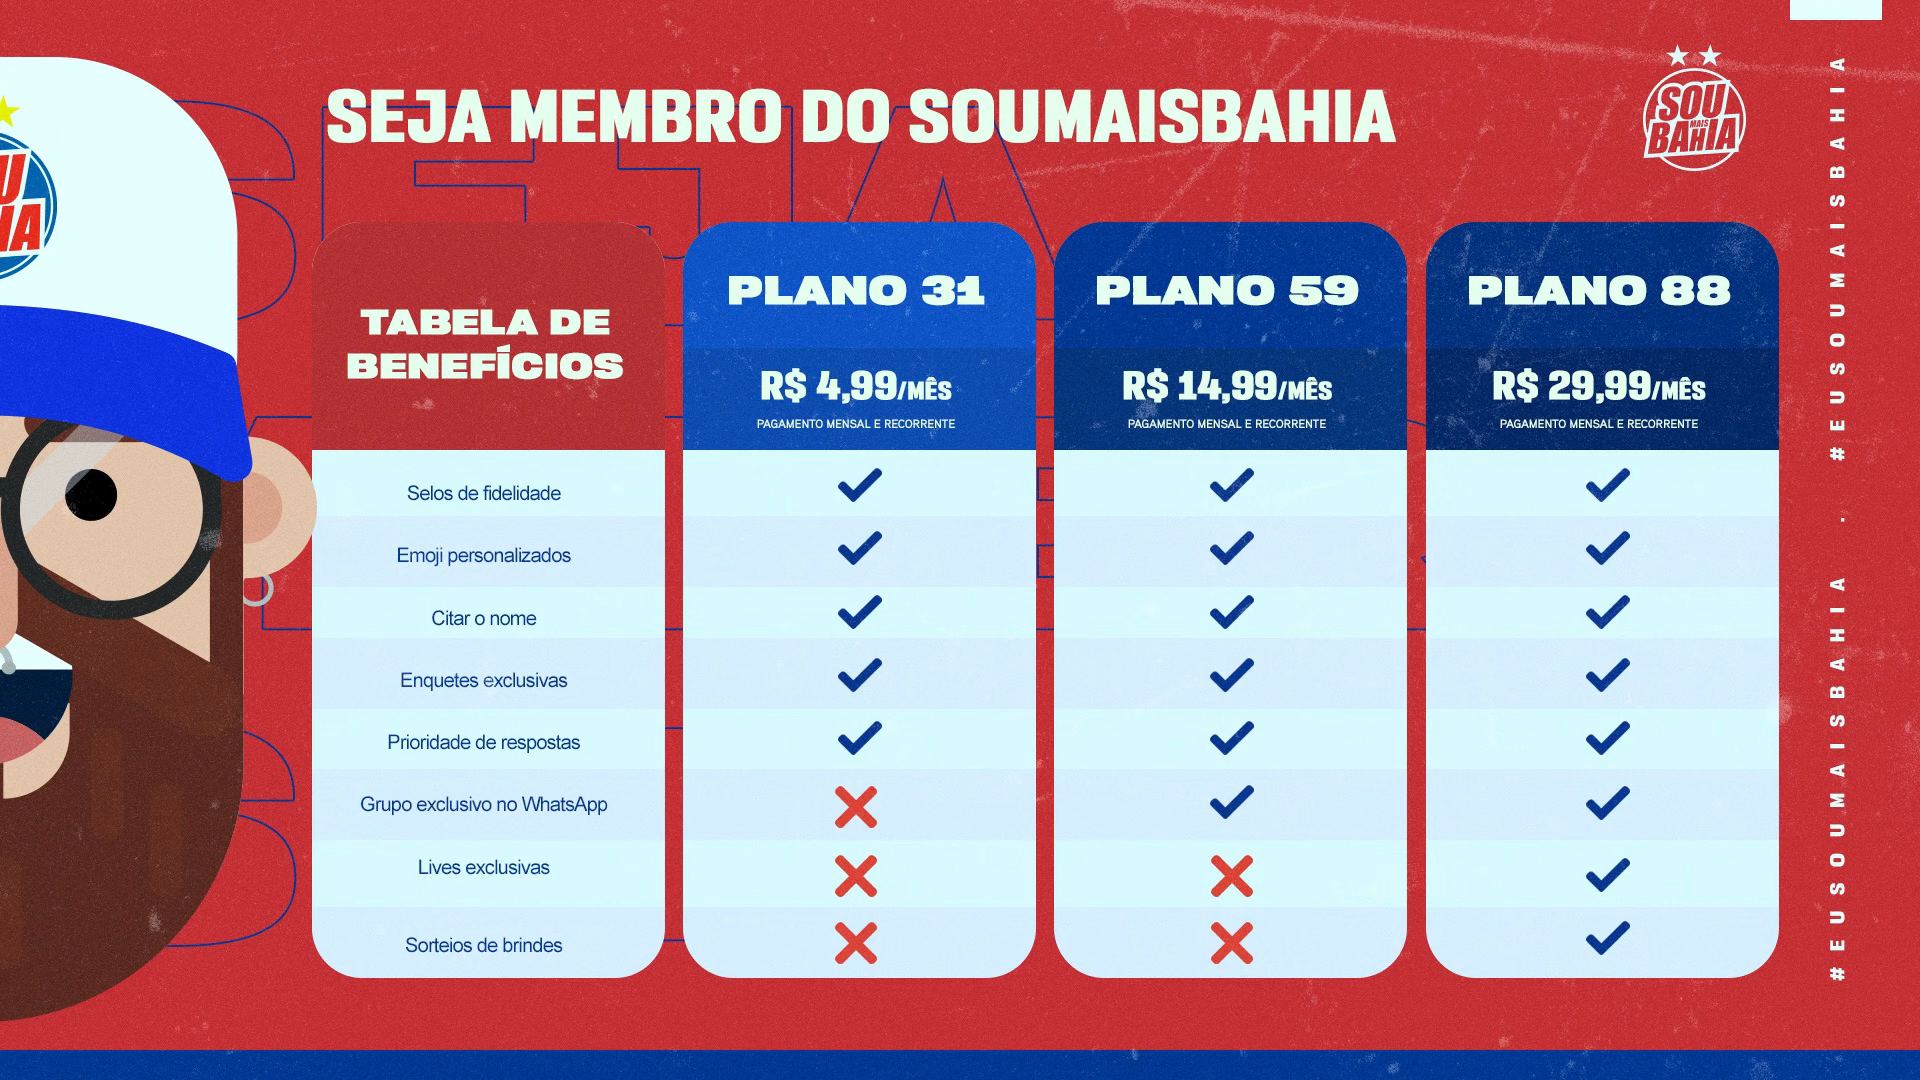 SEJA MEMBRO DO SOUMAISBAHIA
SOU
MAIS
BAHIA
U
IA
SEJA
TABELA DE
BENEFÍCIOS
PLANO 31
R$ 4,99/MÊS
PAGAMENTO MENSAL E RECORRENTE
PLANO 59
R$ 14,99/MÊS
PAGAMENTO MENSAL E RECORRENTE
PLANO 88
R$ 29,99/MÊS
PAGAMENTO MENSAL E RECORRENTE
Selos de fidelidade
Emoji personalizados
Citar o nome
Enquetes exclusivas
Prioridade de respostas
Grupo exclusivo no WhatsApp
Lives exclusivas
Sorteios de brindes
#EUSOUMAISBAHIA . #EUSOUMAISBAHIA